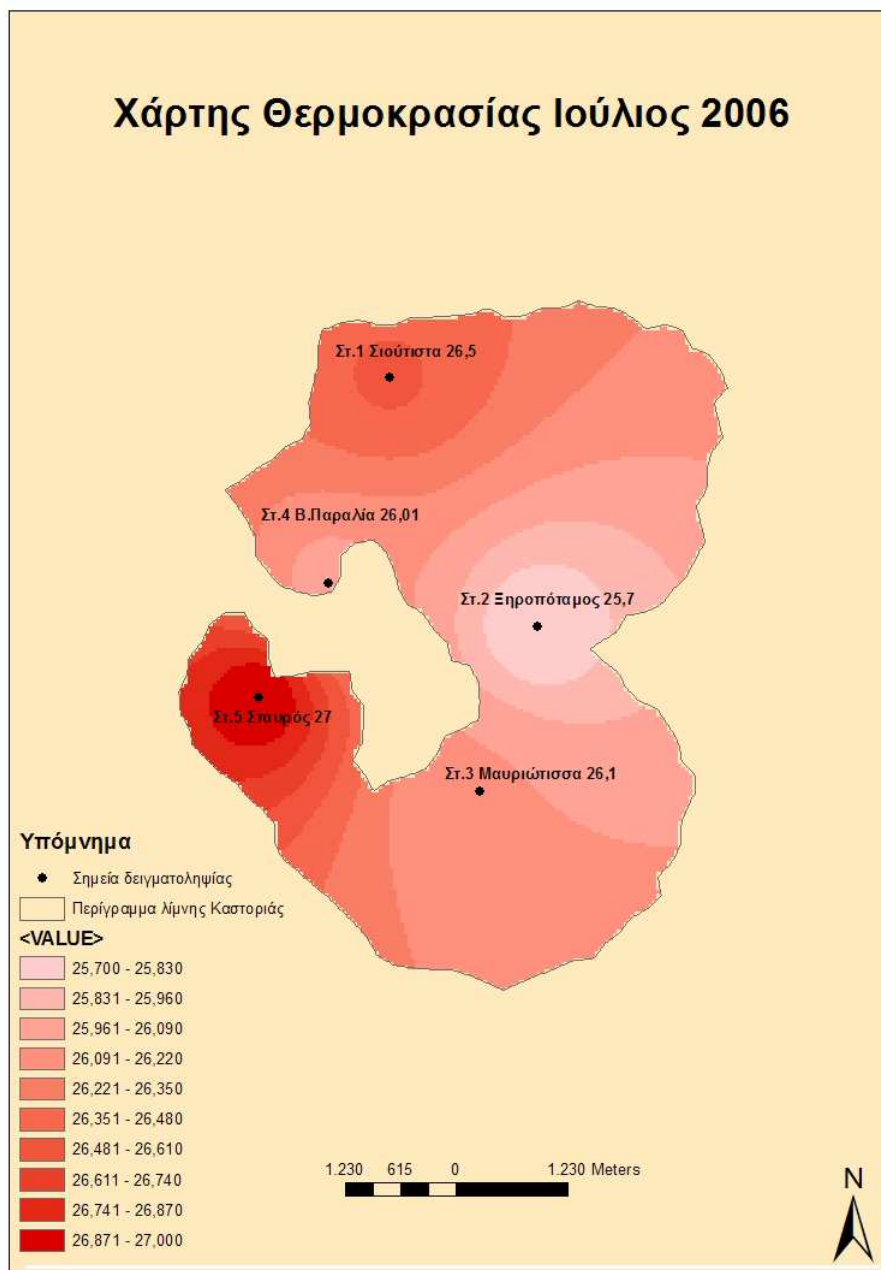 Χάρτης Θερμοκρασίας Ιούλιος 2006
Στ.1 Σιούτιστα 26,5
Στ.4 Β.Παραλία 26,01
Στ.2 Ξηροπόταμος 25,7
Στ.5 Σταυρός 27
Στ.3 Μαυριώτισσα 26,1
Υπόμνημα
Σημεία δειγματοληψίας
Περίγραμμα λίμνης Καστοριάς
<VALUE>
25,700 - 25,830
25,831 - 25,960
25,961 - 26,090
26,091 - 26,220
26,221 - 26,350
26,351 - 26,480
26,481 - 26,610
26,611 - 26,740
26,741 - 26,870
26,871 - 27,000
1.230 615 0 1.230 Meters
N